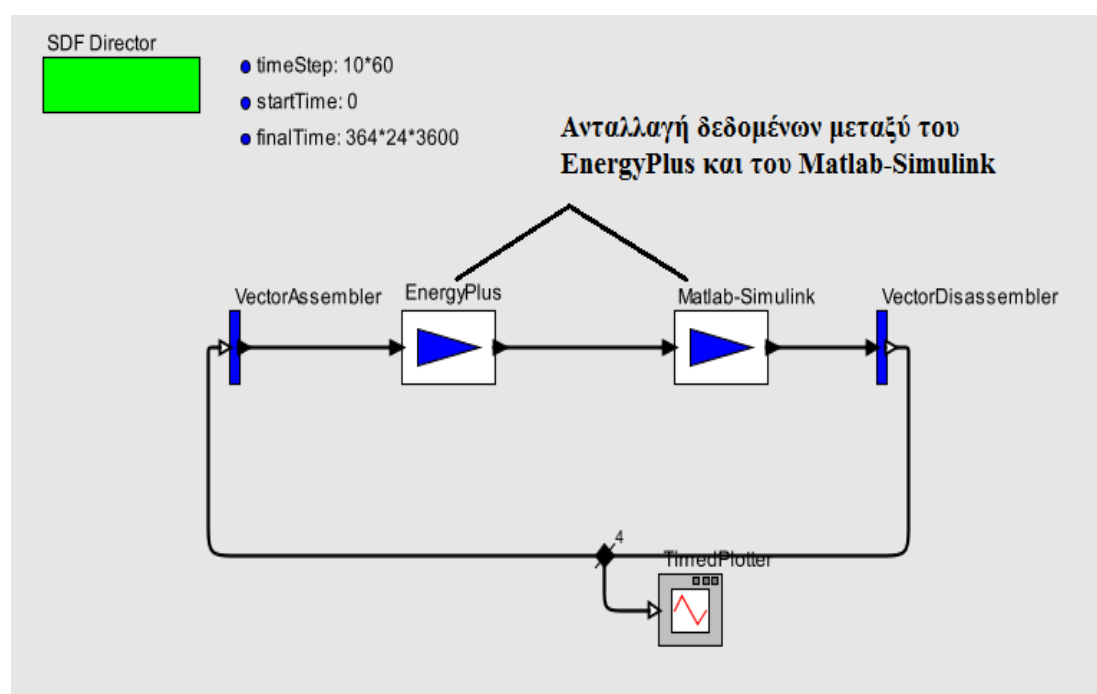 SDF Director
timeStep: 10*60
startTime: 0
finalTime: 364*24*3600
Ανταλλαγή δεδομένων μεταξύ του
EnergyPlus και του Matlab-Simulink
VectorAssembler
EnergyPlus
Matlab-Simulink
VectorDisassembler
4
TimedPlotter